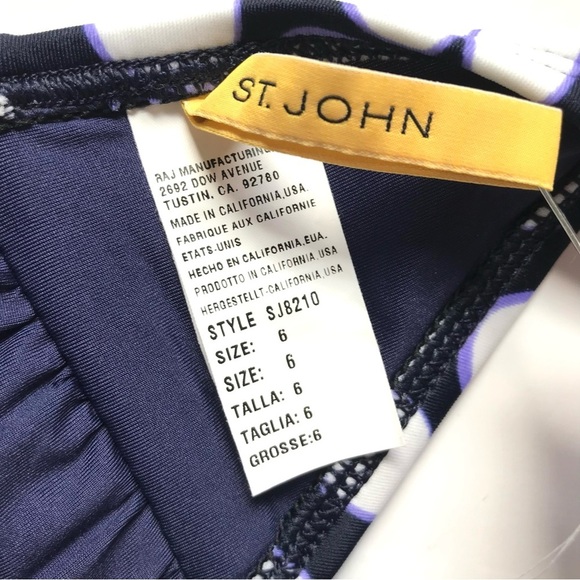 ST. JOHN
RAJ MANUFACTURING
2692 DOW AVENUE
TUSTIN, CA. 92780
MADE IN CALIFORNIA,USA.
FABRIQUE AUX CALIFORNIE
ETATS-UNIS
HECHO EN CALIFORNIA,EUA.
PRODOTTO IN CALIFORNIA,USA
HERGESTELLT-CALIFORNIA,USA
STYLE SJ8210
SIZE: 6
SIZE: 6
TALLA: 6
TAGLIA: 6
GROSSE:6